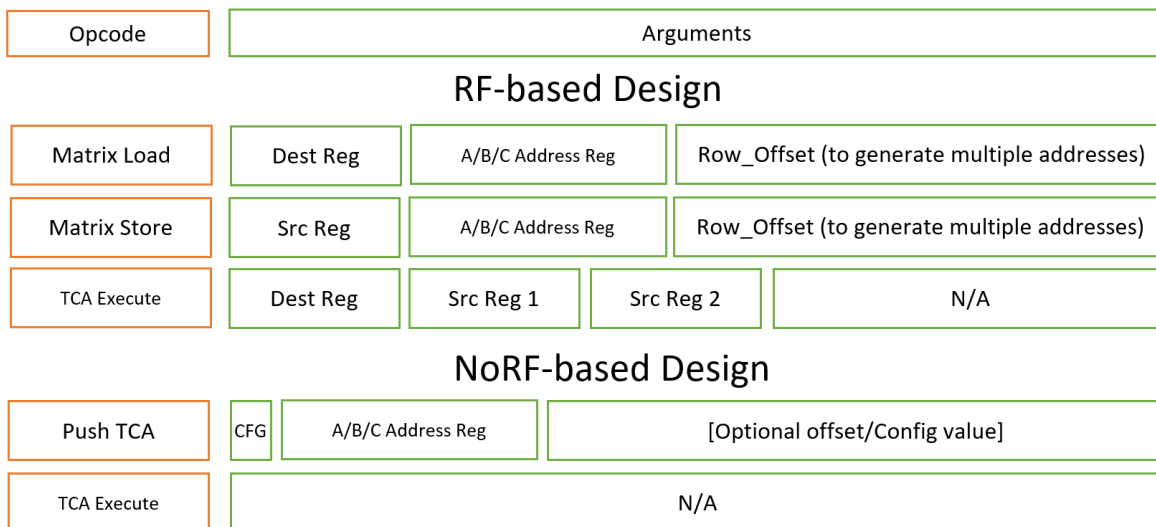 Opcode Arguments
RF-based Design
Matrix Load Dest Reg A/B/C Address Reg Row_Offset (to generate multiple addresses)
Matrix Store Src Reg A/B/C Address Reg Row_Offset (to generate multiple addresses)
TCA Execute Dest Reg Src Reg 1 Src Reg 2 N/A
NoRF-based Design
Push TCA CFG A/B/C Address Reg [Optional offset/Config value]
TCA Execute N/A